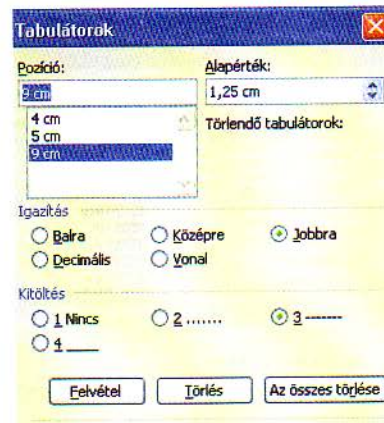 Tabulátorok
Pozíció: Alapérték:
9 cm 1,25 cm
4 cm Törlendő tabulátorok:
5 cm
9 cm
Igazítás
Balra Középre Jobbra
Decimális Vonal
Kitöltés
1 Nincs 2 ....... 3 -------
4 ____
Felvétel Törlés Az összes törlése